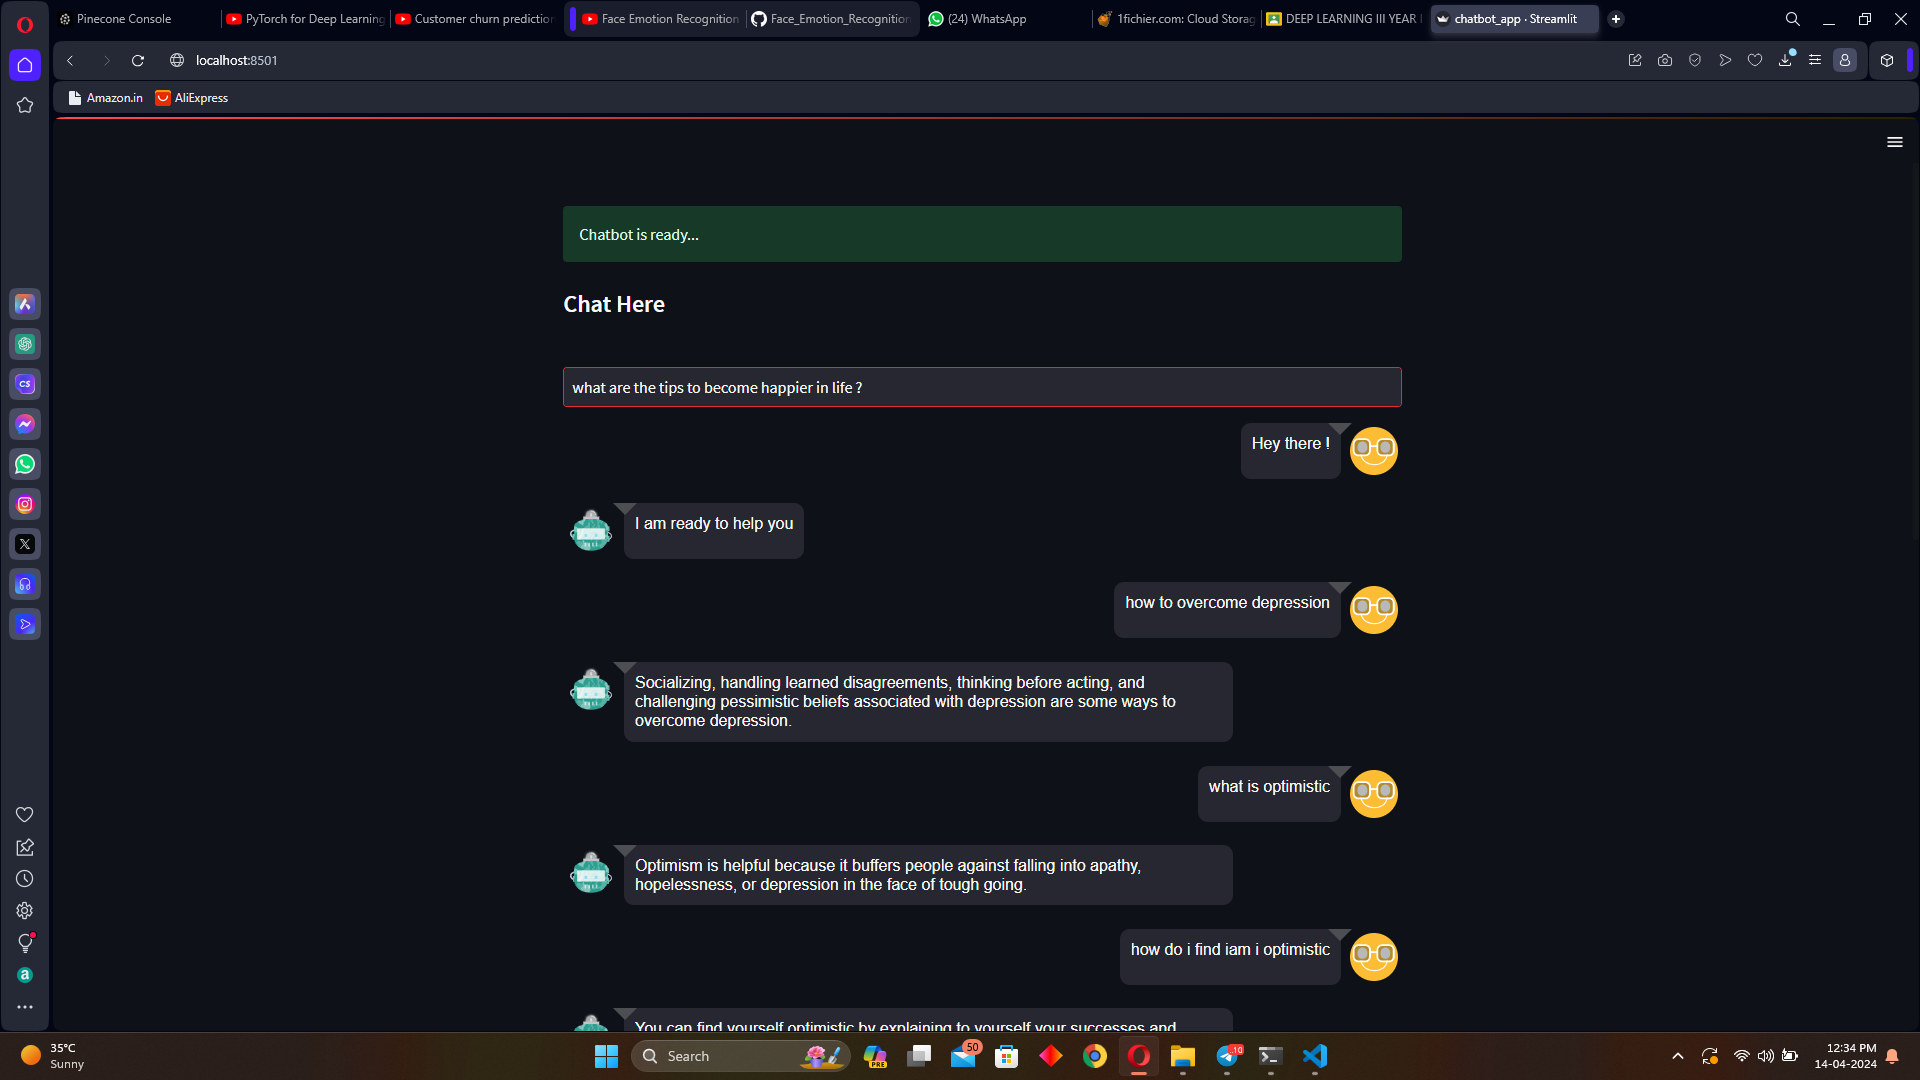 Pinecone Console
PyTorch for Deep Learning
Customer churn prediction
Face Emotion Recognition
Face_Emotion_Recognition
(24) WhatsApp
1fichier.com: Cloud Storag
DEEP LEARNING III YEAR
chatbot_app · Streamlit
localhost:8501
Amazon.in
AliExpress
Chatbot is ready...
Chat Here
what are the tips to become happier in life ?
Hey there !
I am ready to help you
how to overcome depression
Socializing, handling learned disagreements, thinking before acting, and
challenging pessimistic beliefs associated with depression are some ways to
overcome depression.
what is optimistic
Optimism is helpful because it buffers people against falling into apathy,
hopelessness, or depression in the face of tough going.
how do i find iam i optimistic
You can find yourself optimistic by explaining to yourself your successes and
CS
a
35°C
Sunny
Search
PRE
50
10
12:34 PM
14-04-2024